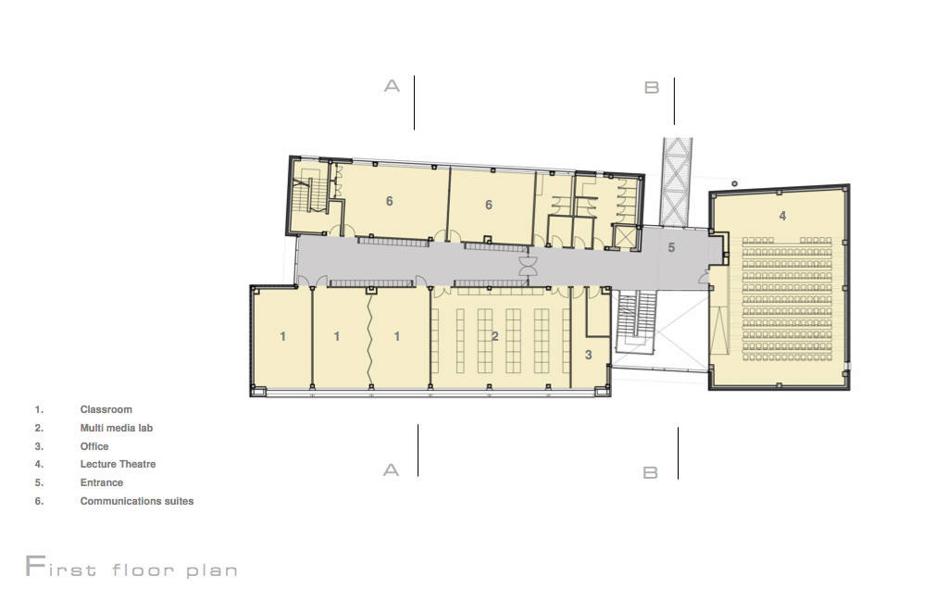 A B
6 6 4
5
1 1 1 2
3
1. Classroom
2. Multi media lab
3. Office
4. Lecture Theatre
5. Entrance
6. Communications suites
A B
First floor plan